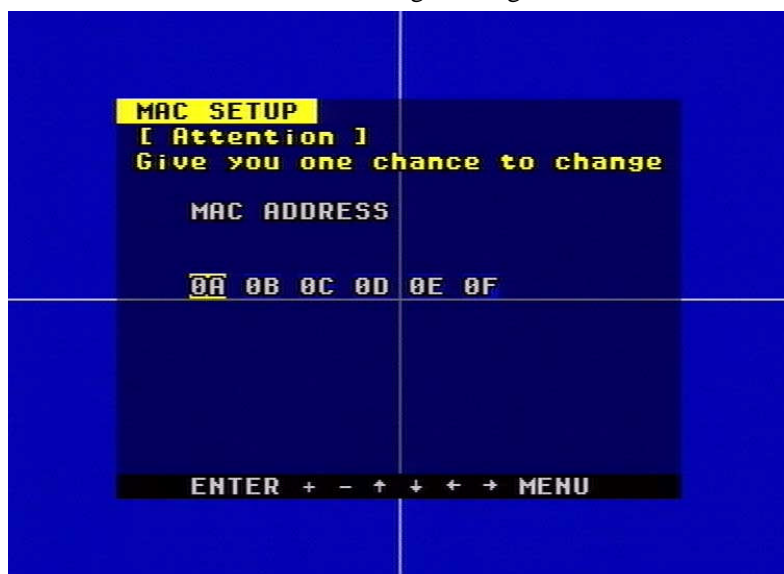 MAC SETUP
[ Attention ]
Give you one chance to change
MAC ADDRESS
0A 0B 0C 0D 0E 0F
ENTER + - ↑ ↓ ← → MENU